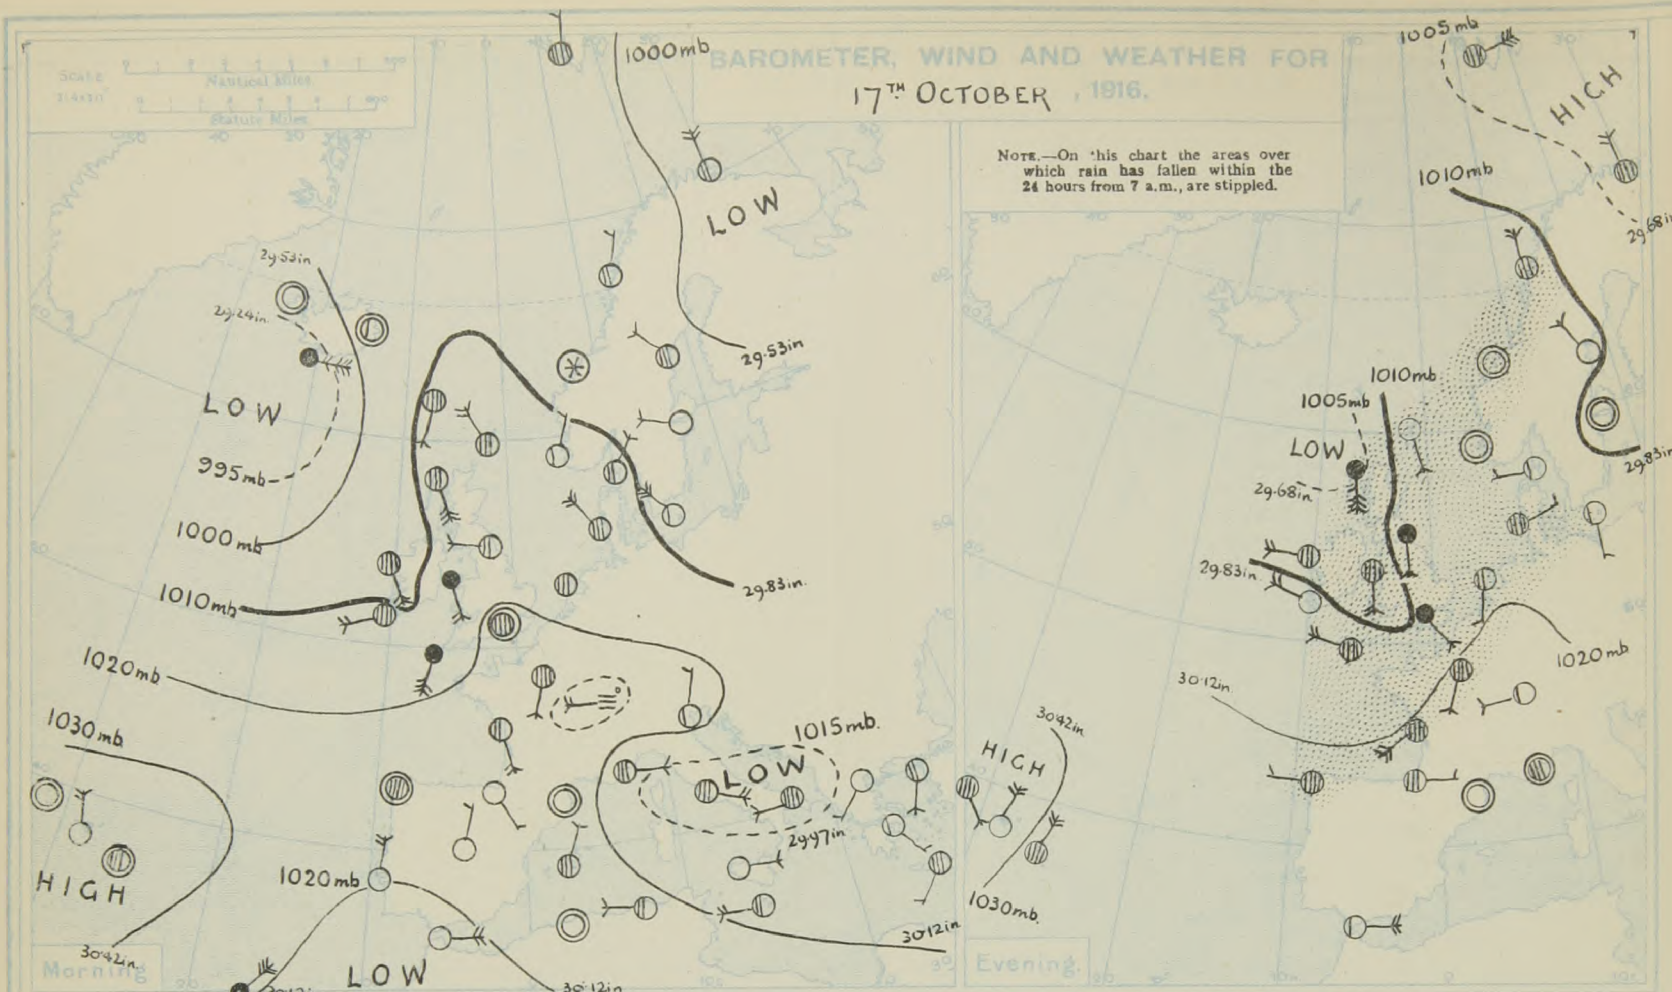 BAROMETER, WIND AND WEATHER FOR
17TH OCTOBER , 1916.
Scale
Nautical Miles.
Statute Miles.
NOTE.—On this chart the areas over
which rain has fallen within the
24 hours from 7 a.m., are stippled.
1000mb
LOW
29.53in
29.53in
29.24in.
LOW
995mb
1000mb
1010mb
29.83in.
1020mb
1030mb
HIGH
30.42in
1015mb.
LOW
29.97in
1020mb
LOW
30.12in.
30.12in
Morning
1005mb
HIGH
1010mb
29.68in
1010mb
1005mb
LOW
29.68in.
29.83in
29.83in.
1020mb
30.12in.
30.42in.
HIGH
1030mb.
Evening.